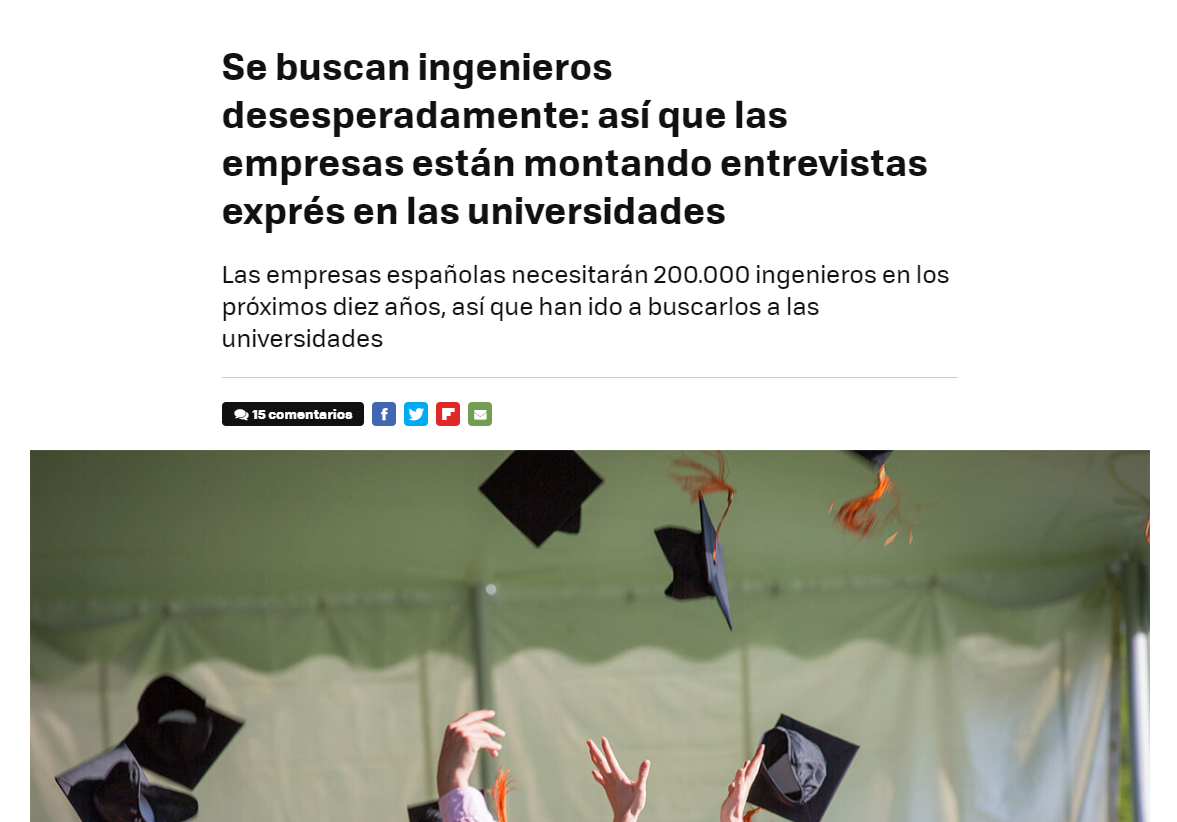 Se buscan ingenieros
desesperadamente: así que las
empresas están montando entrevistas
exprés en las universidades
Las empresas españolas necesitarán 200.000 ingenieros en los
próximos diez años, así que han ido a buscarlos a las
universidades
15 comentarios